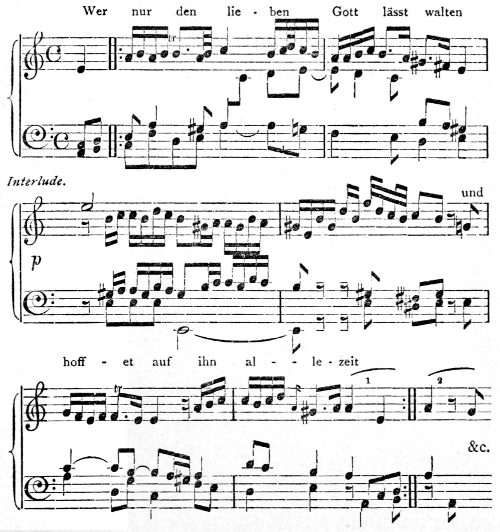 Wer nur den lie - ben Gott lässt walten
tr
Interlude.
und
p
hoff - et auf ihn al - - le - zeit
tr 1 2
&c.